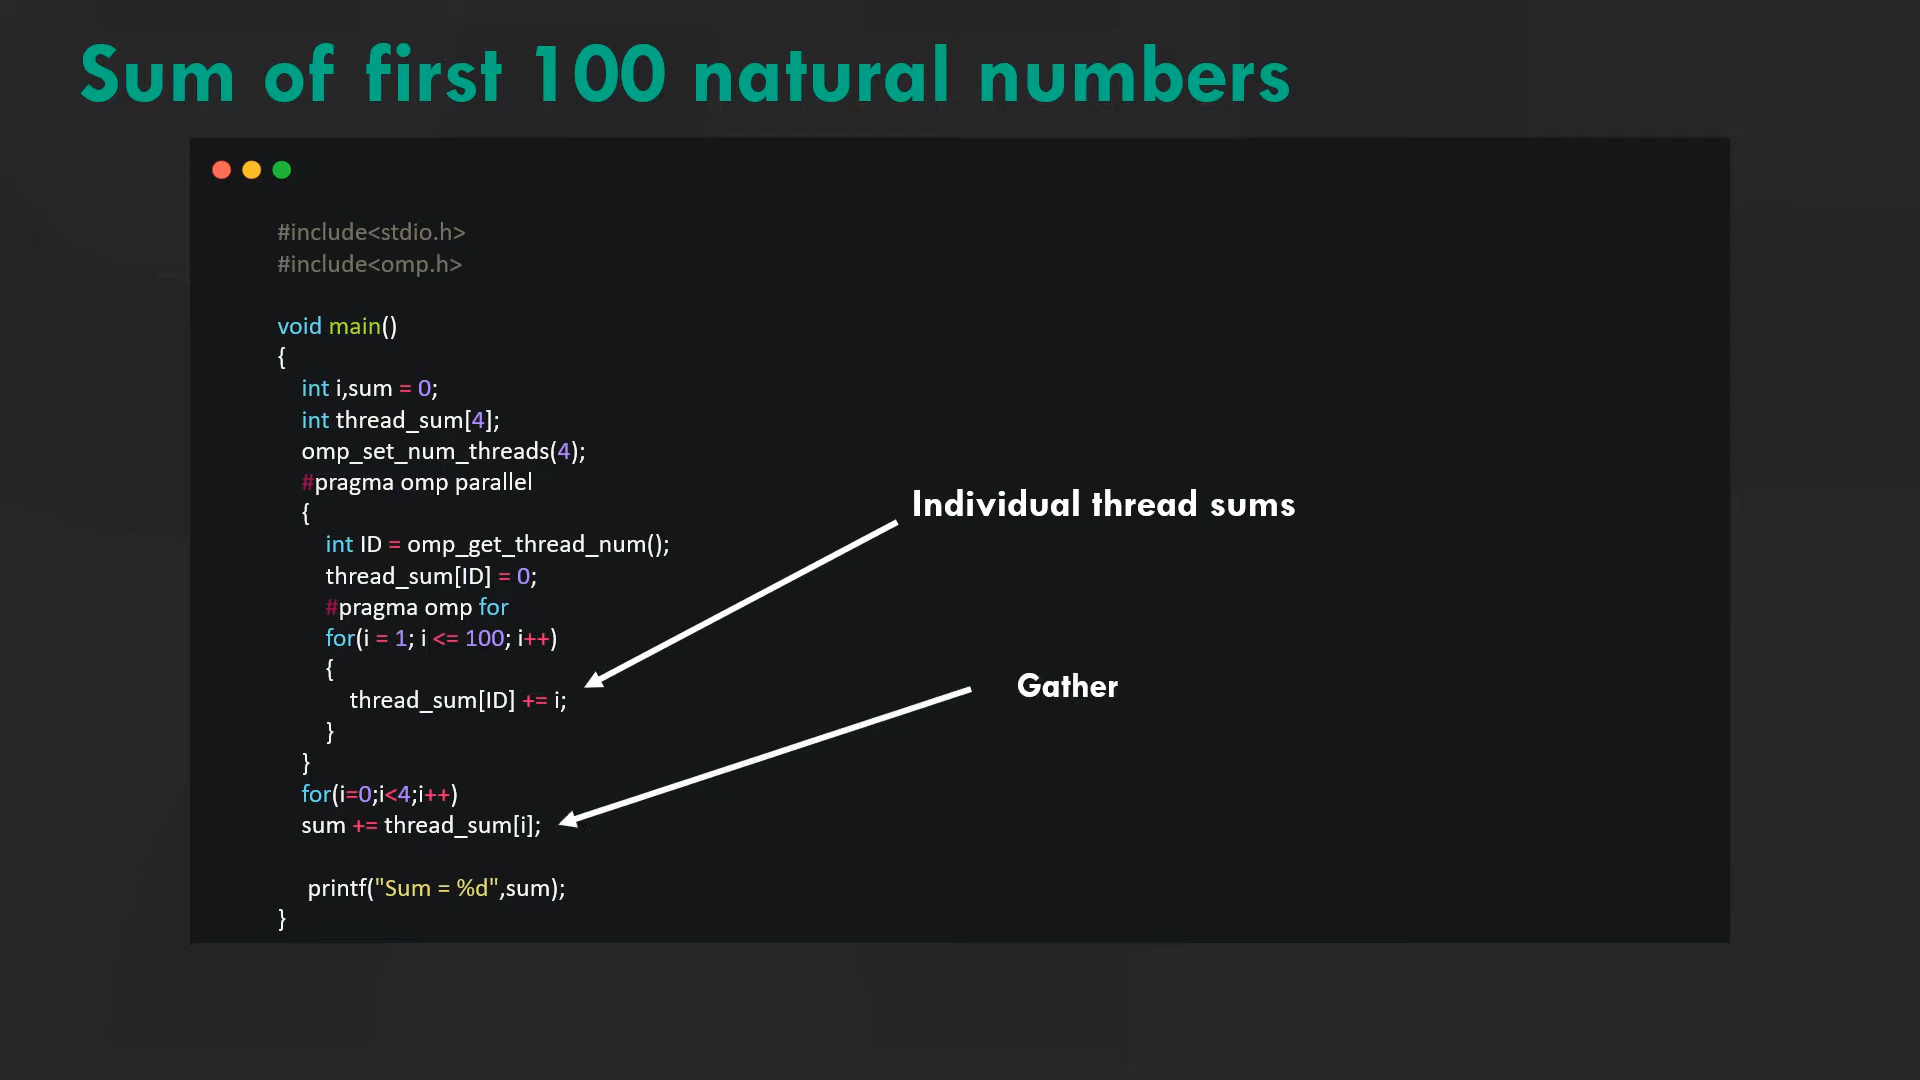 Sum of first 100 natural numbers
#include<stdio.h>
#include<omp.h>
void main()
{
int i,sum = 0;
int thread_sum[4];
omp_set_num_threads(4);
#pragma omp parallel
{
Individual thread sums
int ID = omp_get_thread_num();
thread_sum[ID] = 0;
#pragma omp for
for(i = 1; i <= 100; i++)
{
thread_sum[ID] += i;
Gather
}
}
for(i=0;i<4;i++)
sum += thread_sum[i];
printf("Sum = %d",sum);
}